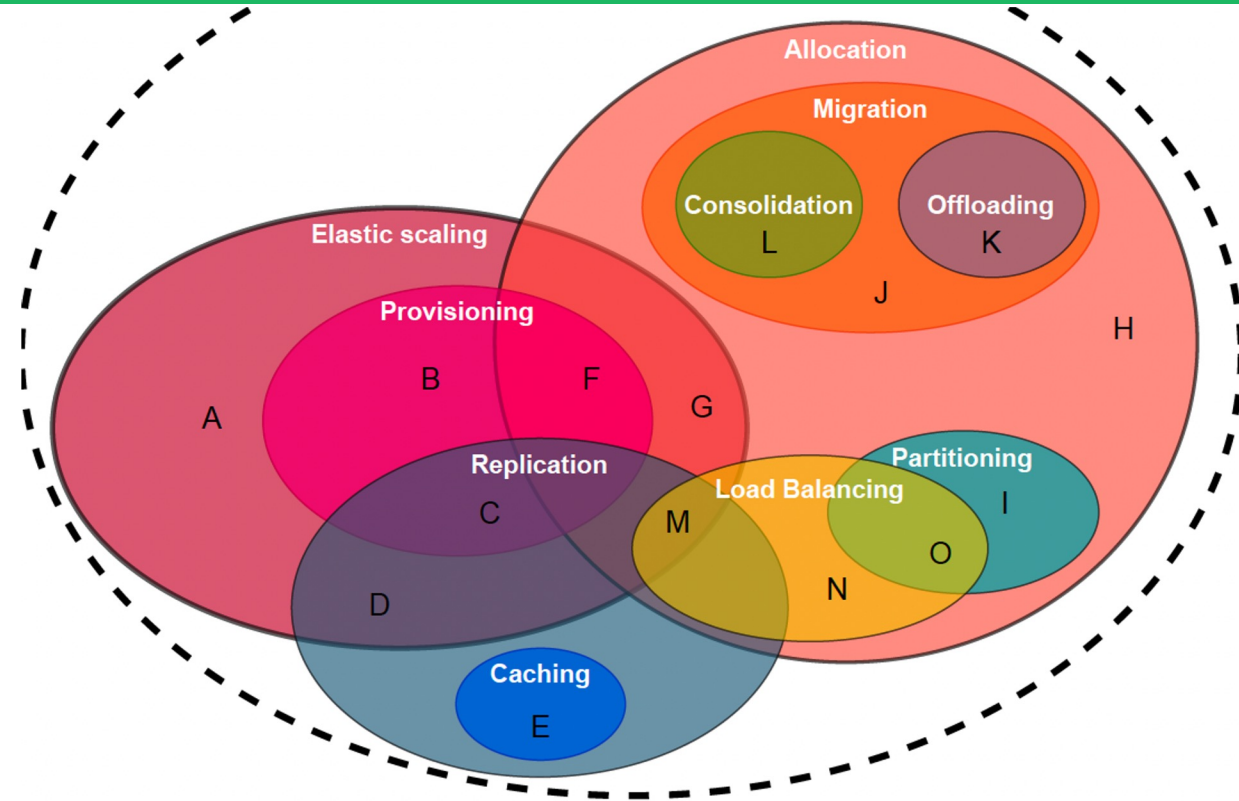 Allocation
Migration
Consolidation
Offloading
L
K
Elastic scaling
J
Provisioning
H
B
F
G
A
Replication
Partitioning
Load Balancing
I
C
M
O
N
D
Caching
E